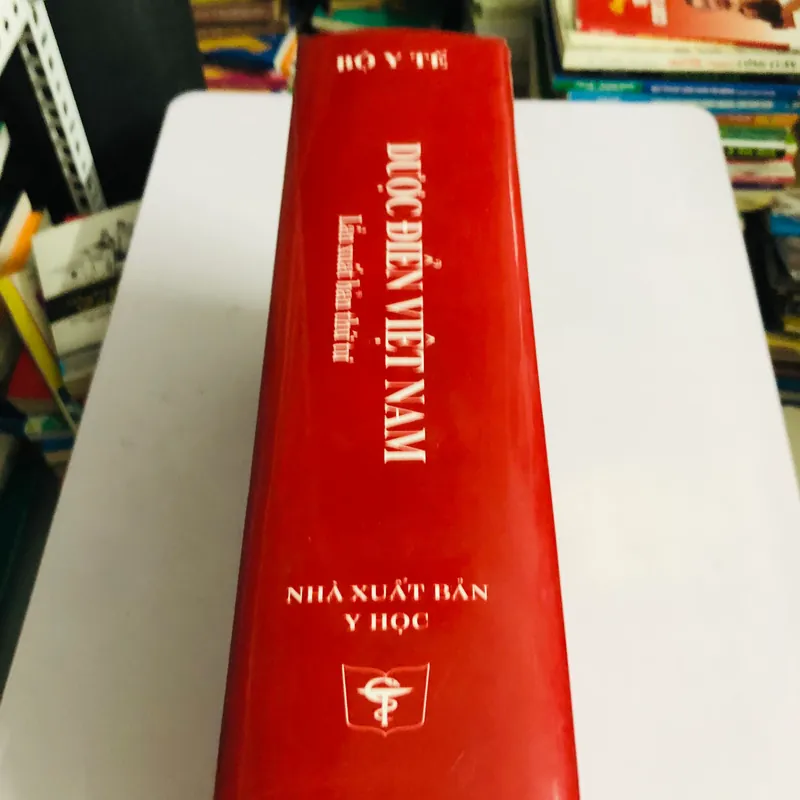 BỘ Y TẾ
DƯỢC ĐIỂN VIỆT NAM
Lần xuất bản thứ tư
NHÀ XUẤT BẢN
Y HỌC